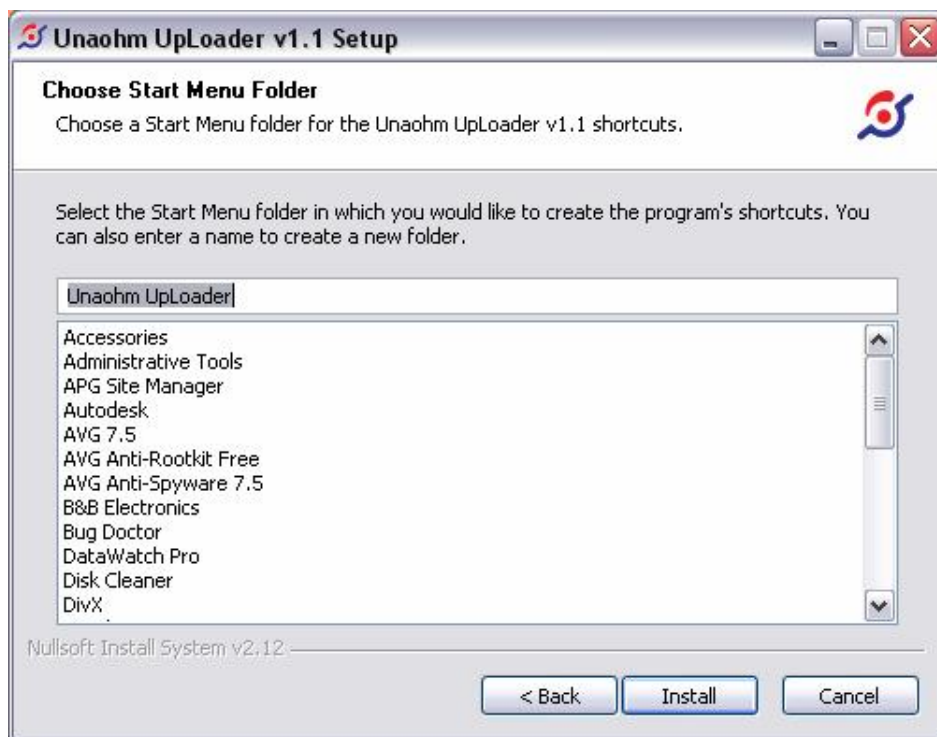 Unaohm UpLoader v1.1 Setup
Choose Start Menu Folder
Choose a Start Menu folder for the Unaohm UpLoader v1.1 shortcuts.
Select the Start Menu folder in which you would like to create the program's shortcuts. You
can also enter a name to create a new folder.
Unaohm UpLoader
Accessories
Administrative Tools
APG Site Manager
Autodesk
AVG 7.5
AVG Anti-Rootkit Free
AVG Anti-Spyware 7.5
B&B Electronics
Bug Doctor
DataWatch Pro
Disk Cleaner
DivX
Nullsoft Install System v2.12
< Back
Install
Cancel